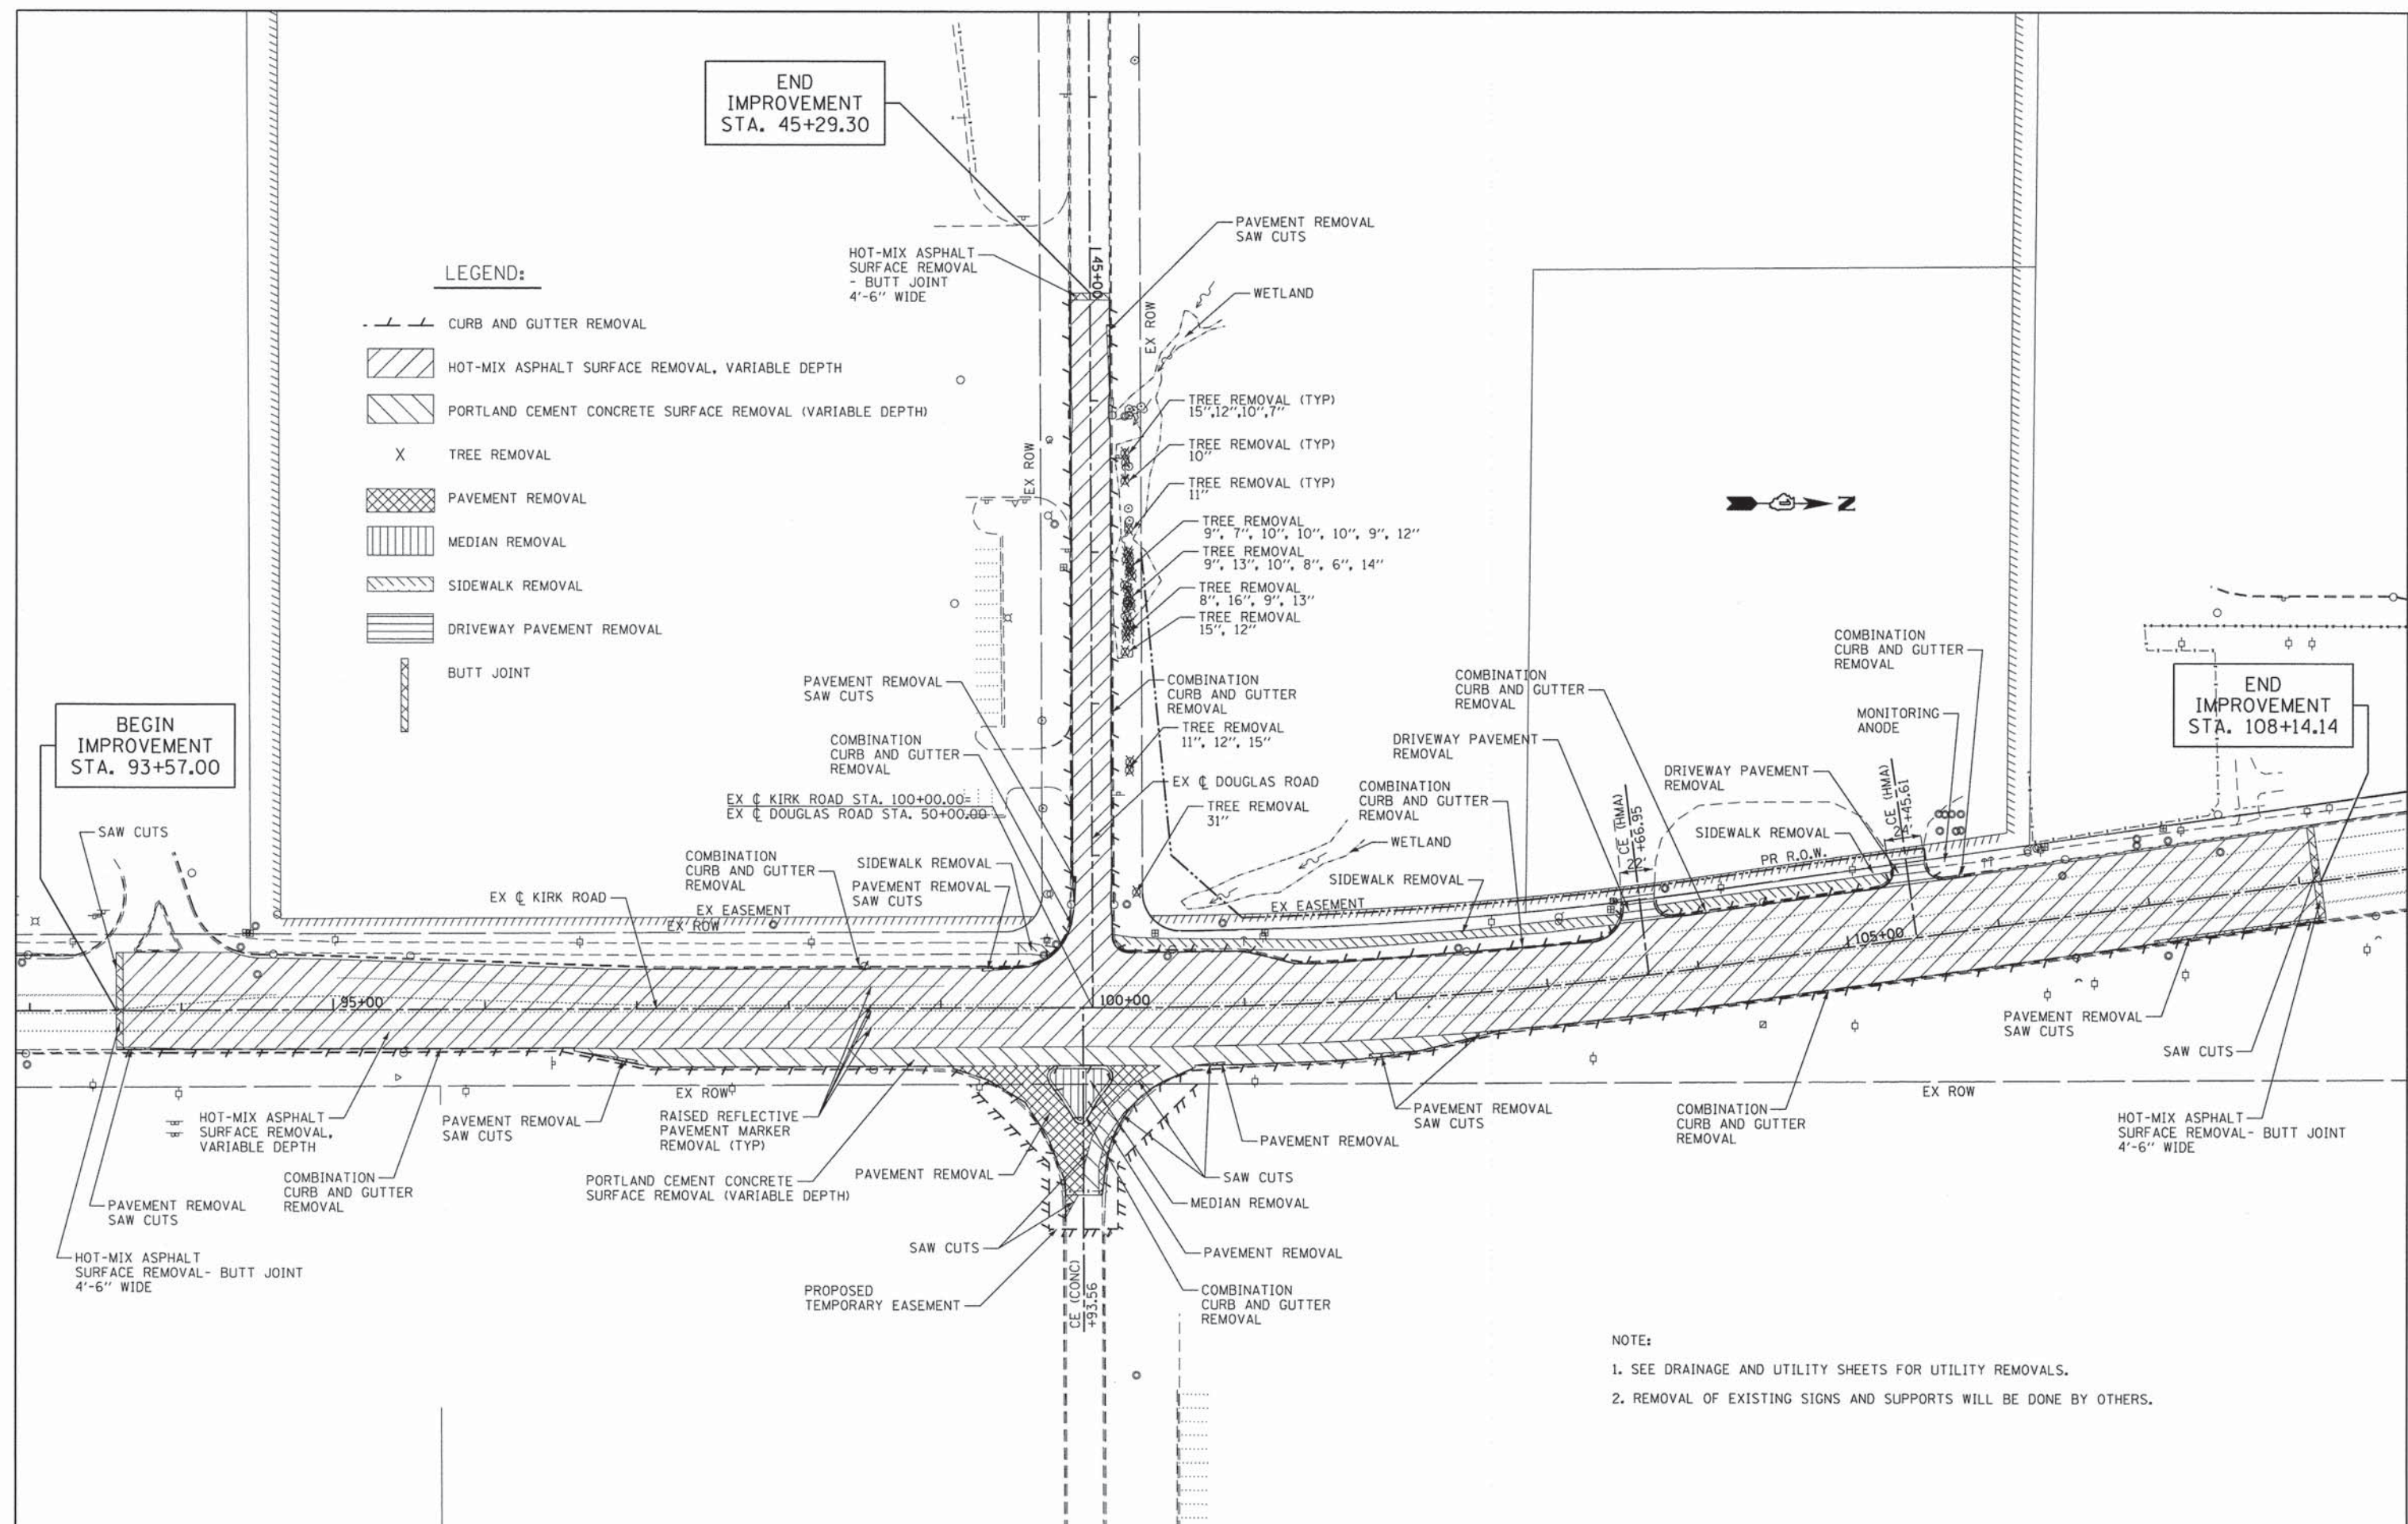 END
IMPROVEMENT
STA. 45+29.30
LEGEND:
CURB AND GUTTER REMOVAL
HOT-MIX ASPHALT SURFACE REMOVAL, VARIABLE DEPTH
PORTLAND CEMENT CONCRETE SURFACE REMOVAL (VARIABLE DEPTH)
X TREE REMOVAL
PAVEMENT REMOVAL
MEDIAN REMOVAL
SIDEWALK REMOVAL
DRIVEWAY PAVEMENT REMOVAL
BUTT JOINT
HOT-MIX ASPHALT
SURFACE REMOVAL
- BUTT JOINT
4'-6" WIDE
45+00
PAVEMENT REMOVAL
SAW CUTS
WETLAND
EX ROW
EX ROW
TREE REMOVAL (TYP)
15",12",10",7"
TREE REMOVAL (TYP)
10"
TREE REMOVAL (TYP)
11"
TREE REMOVAL
9", 7", 10", 10", 10", 9", 12"
TREE REMOVAL
9", 13", 10", 8", 6", 14"
TREE REMOVAL
8", 16", 9", 13"
TREE REMOVAL
15", 12"
N
COMBINATION
CURB AND GUTTER
REMOVAL
TREE REMOVAL
11", 12", 15"
EX ℄ DOUGLAS ROAD
TREE REMOVAL
31"
PAVEMENT REMOVAL
SAW CUTS
COMBINATION
CURB AND GUTTER
REMOVAL
EX ℄ KIRK ROAD STA. 100+00.00=
EX ℄ DOUGLAS ROAD STA. 50+00.00
BEGIN
IMPROVEMENT
STA. 93+57.00
SAW CUTS
COMBINATION
CURB AND GUTTER
REMOVAL
SIDEWALK REMOVAL
PAVEMENT REMOVAL
SAW CUTS
EX ℄ KIRK ROAD
EX EASEMENT
EX ROW
COMBINATION
CURB AND GUTTER
REMOVAL
WETLAND
SIDEWALK REMOVAL
EX EASEMENT
COMBINATION
CURB AND GUTTER
REMOVAL
DRIVEWAY PAVEMENT
REMOVAL
CE (HMA)
+66.95
22'
DRIVEWAY PAVEMENT
REMOVAL
SIDEWALK REMOVAL
PR R.O.W.
COMBINATION
CURB AND GUTTER
REMOVAL
MONITORING
ANODE
CE (HMA)
+45.61
24'
END
IMPROVEMENT
STA. 108+14.14
95+00
100+00
105+00
HOT-MIX ASPHALT
SURFACE REMOVAL,
VARIABLE DEPTH
PAVEMENT REMOVAL
SAW CUTS
COMBINATION
CURB AND GUTTER
REMOVAL
PAVEMENT REMOVAL
SAW CUTS
HOT-MIX ASPHALT
SURFACE REMOVAL- BUTT JOINT
4'-6" WIDE
EX ROW
RAISED REFLECTIVE
PAVEMENT MARKER
REMOVAL (TYP)
PORTLAND CEMENT CONCRETE
SURFACE REMOVAL (VARIABLE DEPTH)
PAVEMENT REMOVAL
SAW CUTS
PROPOSED
TEMPORARY EASEMENT
CE (CONC)
+93.56
PAVEMENT REMOVAL
SAW CUTS
PAVEMENT REMOVAL
SAW CUTS
MEDIAN REMOVAL
PAVEMENT REMOVAL
COMBINATION
CURB AND GUTTER
REMOVAL
COMBINATION
CURB AND GUTTER
REMOVAL
EX ROW
PAVEMENT REMOVAL
SAW CUTS
SAW CUTS
HOT-MIX ASPHALT
SURFACE REMOVAL- BUTT JOINT
4'-6" WIDE
NOTE:
1. SEE DRAINAGE AND UTILITY SHEETS FOR UTILITY REMOVALS.
2. REMOVAL OF EXISTING SIGNS AND SUPPORTS WILL BE DONE BY OTHERS.